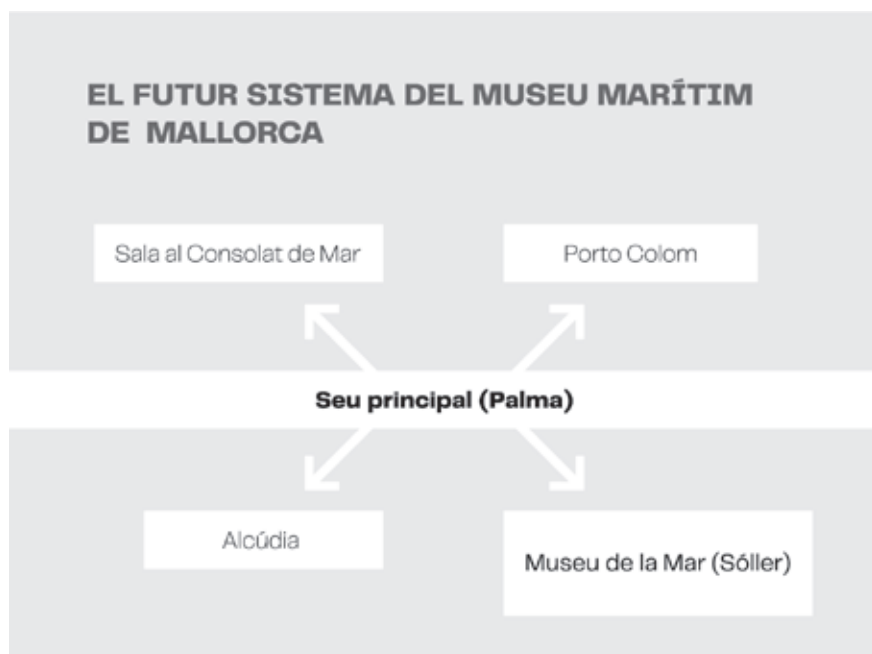 EL FUTUR SISTEMA DEL MUSEU MARÍTIM
DE MALLORCA
Sala al Consolat de Mar
Porto Colom
Seu principal (Palma)
Alcúdia
Museu de la Mar (Sóller)